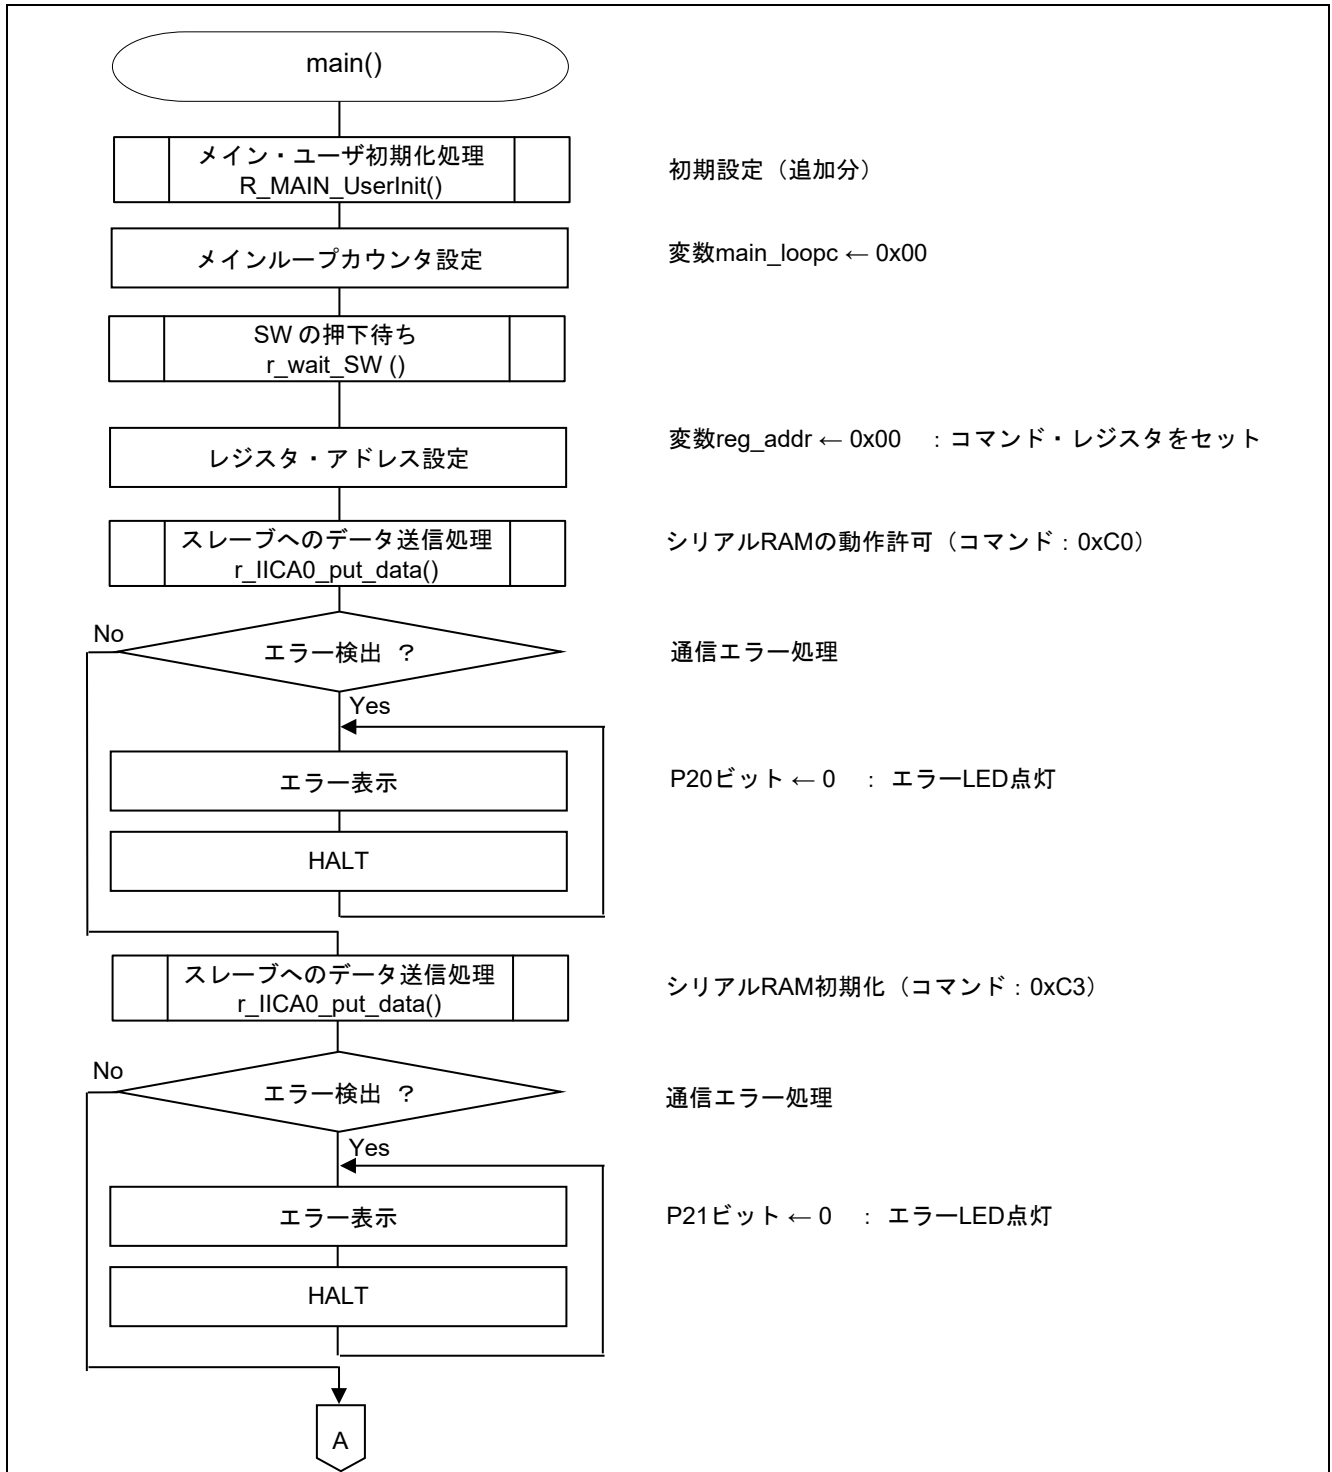 main()
メイン・ユーザ初期化処理
R_MAIN_UserInit()
初期設定（追加分）
メインループカウンタ設定
変数main_loopc ← 0x00
SW の押下待ち
r_wait_SW ()
レジスタ・アドレス設定
変数reg_addr ← 0x00 ：コマンド・レジスタをセット
スレーブへのデータ送信処理
r_IICA0_put_data()
シリアルRAMの動作許可（コマンド：0xC0）
No
エラー検出 ？
通信エラー処理
Yes
エラー表示
P20ビット ← 0 ： エラーLED点灯
HALT
スレーブへのデータ送信処理
r_IICA0_put_data()
シリアルRAM初期化（コマンド：0xC3）
No
エラー検出 ？
通信エラー処理
Yes
エラー表示
P21ビット ← 0 ： エラーLED点灯
HALT
A